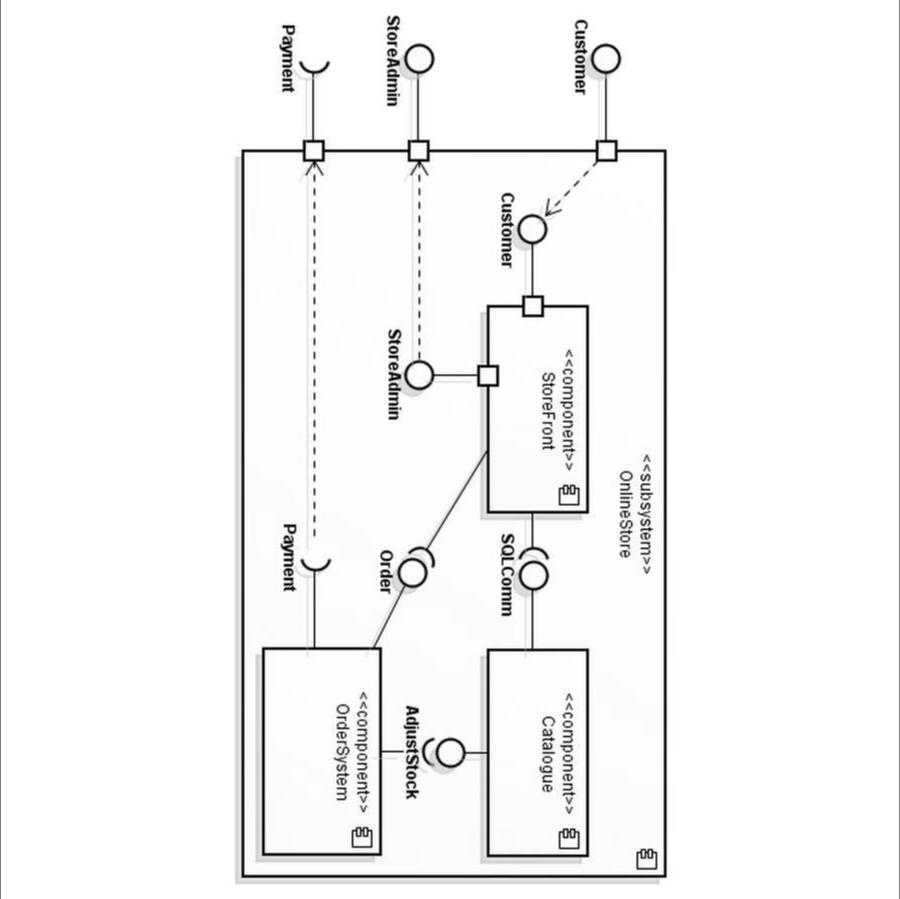 <<subsystem>>
OnlineStore
Customer
Customer
<<component>>
StoreFront
SQLComm
<<component>>
Catalogue
StoreAdmin
StoreAdmin
Order
AdjustStock
Payment
Payment
<<component>>
OrderSystem